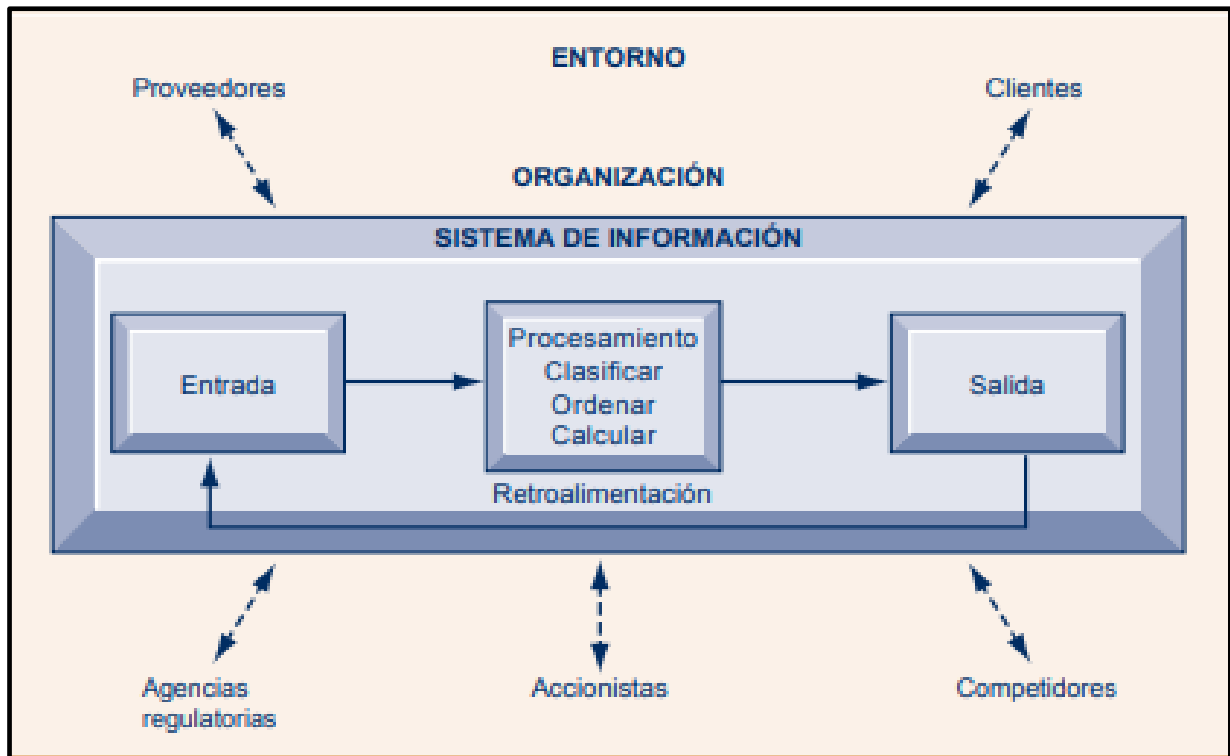 ENTORNO
Proveedores
Clientes
ORGANIZACIÓN
SISTEMA DE INFORMACIÓN
Entrada
Procesamiento
Clasificar
Ordenar
Calcular
Salida
Retroalimentación
Agencias
regulatorias
Accionistas
Competidores